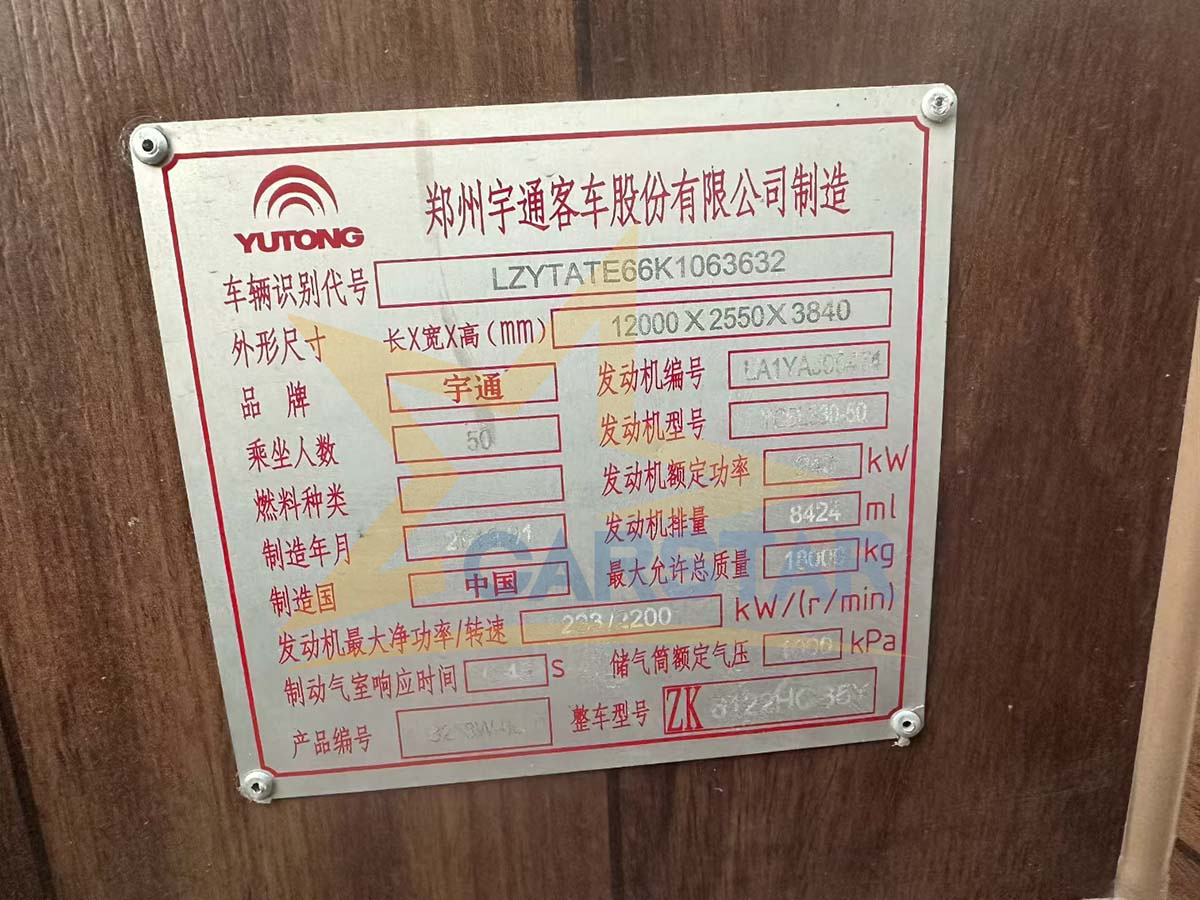 YUTONG
郑州宇通客车股份有限公司制造
车辆识别代号 LZYTATE66K1063632
外形尺寸 长X宽X高(mm) 12000X2550X3840
品牌 宇通 发动机编号
乘坐人数 50 发动机型号
燃料种类 发动机额定功率 kW
制造年月 发动机排量 8424 ml
制造国 中国 最大允许总质量 18000 kg
发动机最大净功率/转速 kW/(r/min)
制动气室响应时间 S 储气筒额定气压 kPa
产品编号 整车型号 ZK
CARSTAR